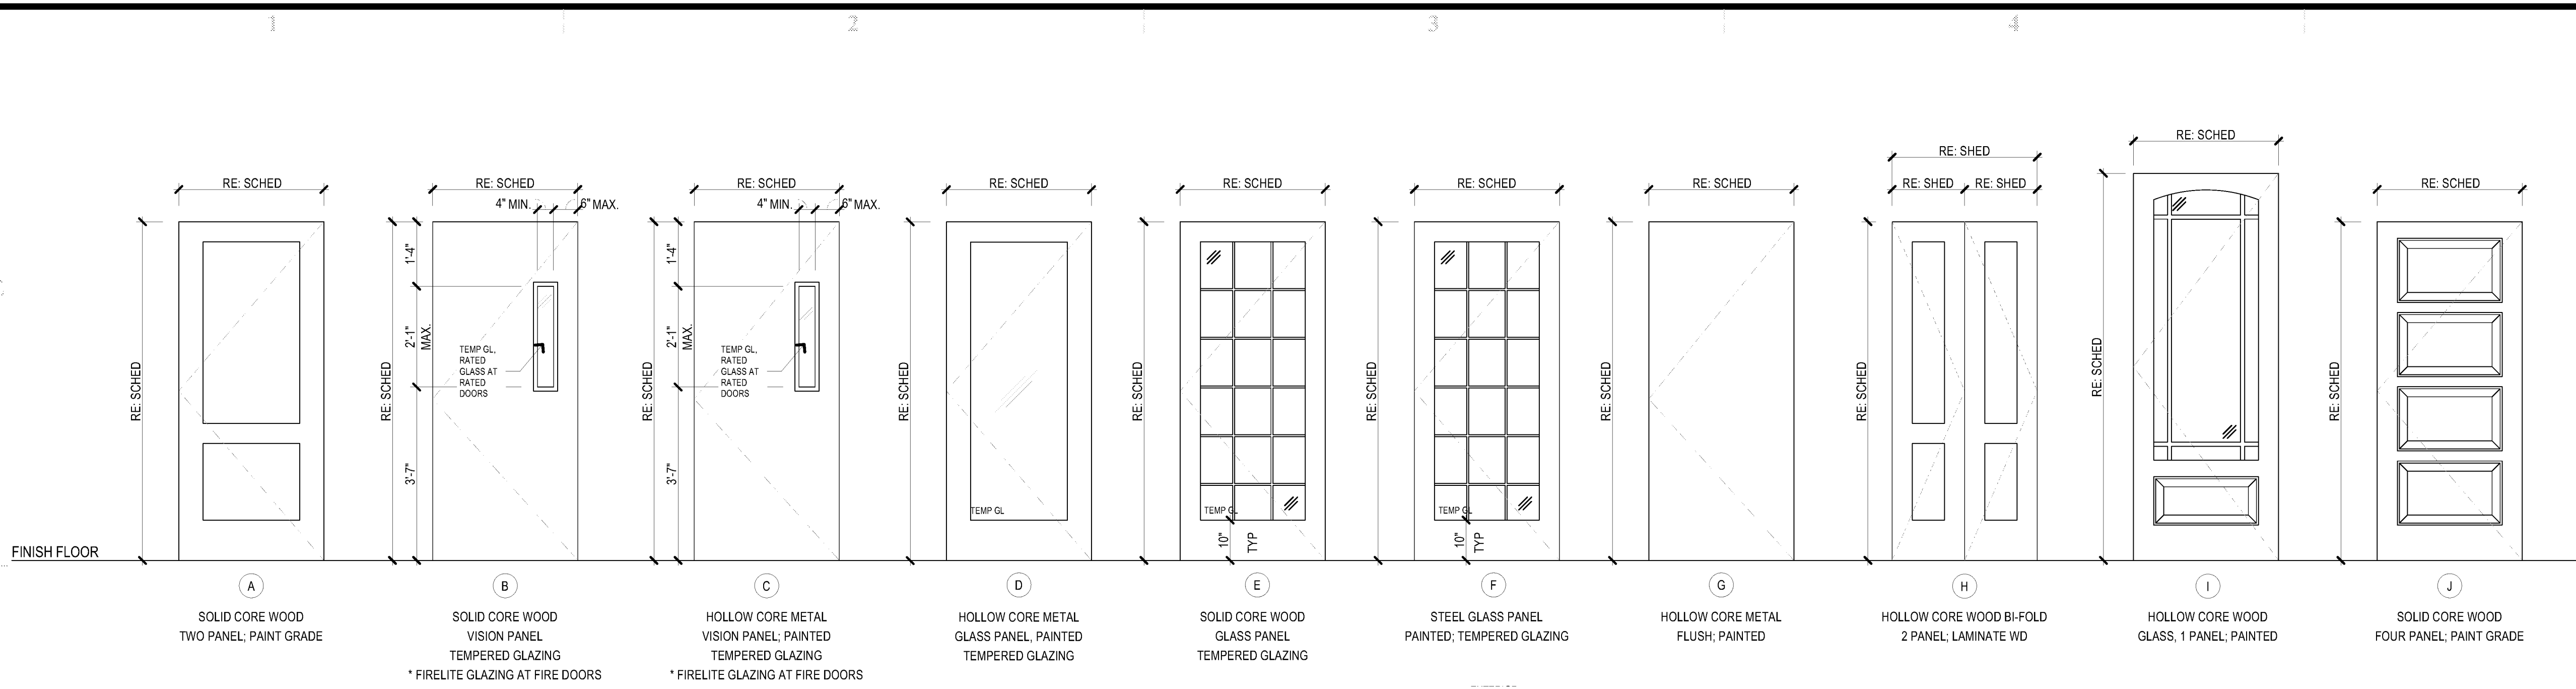 1
2
3
4
RE: SCHED
RE: SCHED
SOLID CORE WOOD
TWO PANEL; PAINT GRADE
A
FINISH FLOOR
RE: SCHED
4" MIN.
6" MAX.
1'-4"
2'-1"
MAX.
3'-7"
RE: SCHED
TEMP GL,
RATED
GLASS AT
RATED
DOORS
B
SOLID CORE WOOD
VISION PANEL
TEMPERED GLAZING
* FIRELITE GLAZING AT FIRE DOORS
RE: SCHED
4" MIN.
6" MAX.
1'-4"
2'-1"
MAX.
3'-7"
RE: SCHED
TEMP GL,
RATED
GLASS AT
RATED
DOORS
C
HOLLOW CORE METAL
VISION PANEL; PAINTED
TEMPERED GLAZING
* FIRELITE GLAZING AT FIRE DOORS
RE: SCHED
RE: SCHED
TEMP GL
D
HOLLOW CORE METAL
GLASS PANEL, PAINTED
TEMPERED GLAZING
RE: SCHED
RE: SCHED
TEMP GL
10"
TYP
E
SOLID CORE WOOD
GLASS PANEL
TEMPERED GLAZING
RE: SCHED
RE: SCHED
TEMP GL
10"
TYP
F
STEEL GLASS PANEL
PAINTED; TEMPERED GLAZING
RE: SCHED
RE: SCHED
G
HOLLOW CORE METAL
FLUSH; PAINTED
RE: SHED
RE: SHED
RE: SHED
RE: SCHED
H
HOLLOW CORE WOOD BI-FOLD
2 PANEL; LAMINATE WD
RE: SCHED
RE: SCHED
I
HOLLOW CORE WOOD
GLASS, 1 PANEL; PAINTED
RE: SCHED
RE: SCHED
J
SOLID CORE WOOD
FOUR PANEL; PAINT GRADE